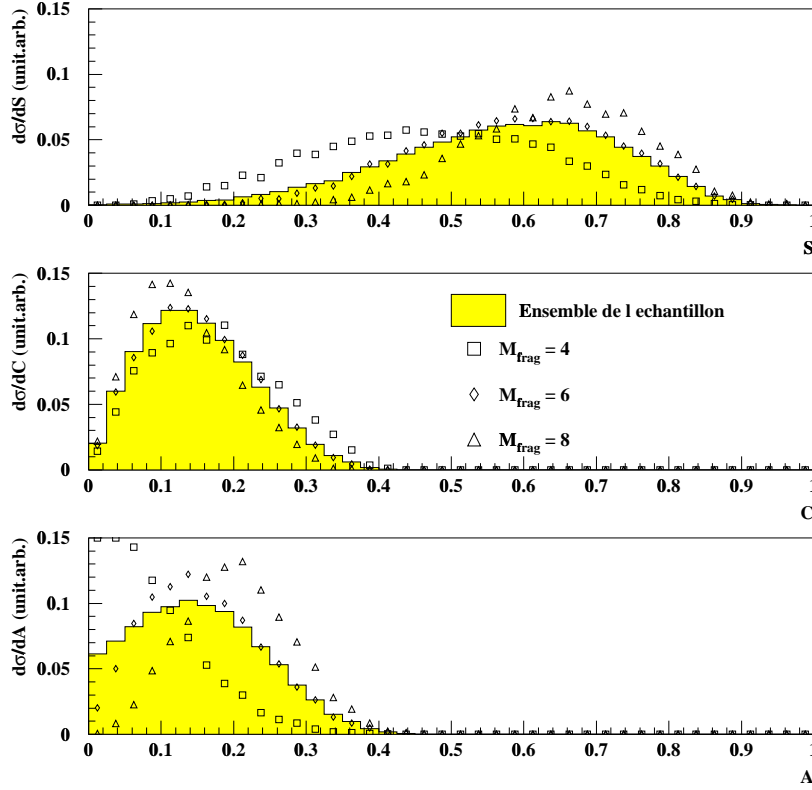 dσ/dS (unit.arb.)
0.15
0.1
0.05
0
0 0.1 0.2 0.3 0.4 0.5 0.6 0.7 0.8 0.9 1
S
dσ/dC (unit.arb.)
0.15
0.1
0.05
0
Ensemble de l echantillon
M_frag = 4
M_frag = 6
M_frag = 8
0 0.1 0.2 0.3 0.4 0.5 0.6 0.7 0.8 0.9 1
C
dσ/dA (unit.arb.)
0.15
0.1
0.05
0
0 0.1 0.2 0.3 0.4 0.5 0.6 0.7 0.8 0.9 1
A